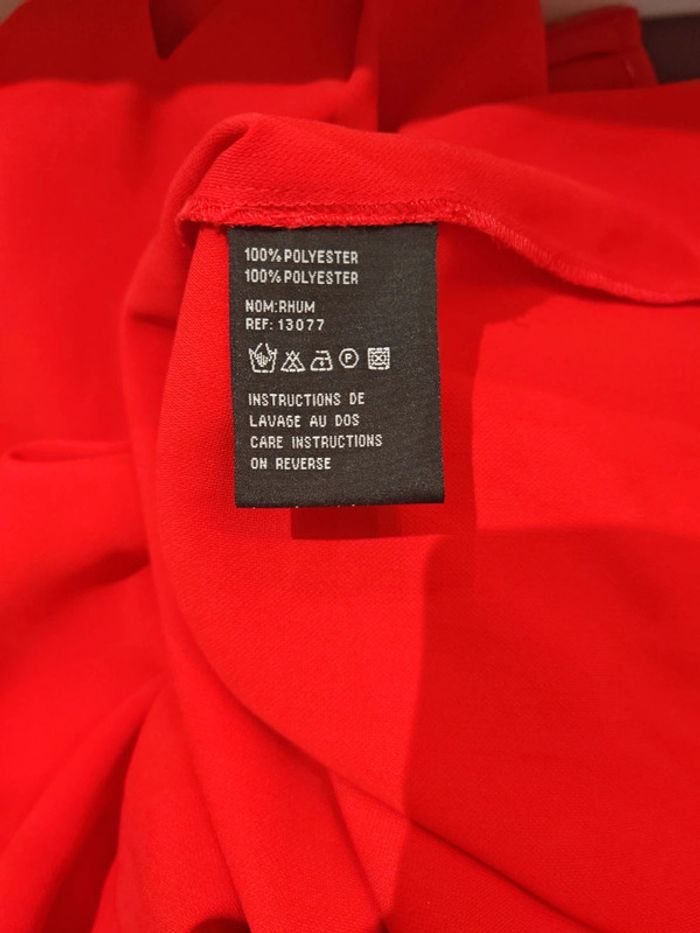 100% POLYESTER
100% POLYESTER
NOM:RHUM
REF: 13077
P
INSTRUCTIONS DE
LAVAGE AU DOS
CARE INSTRUCTIONS
ON REVERSE